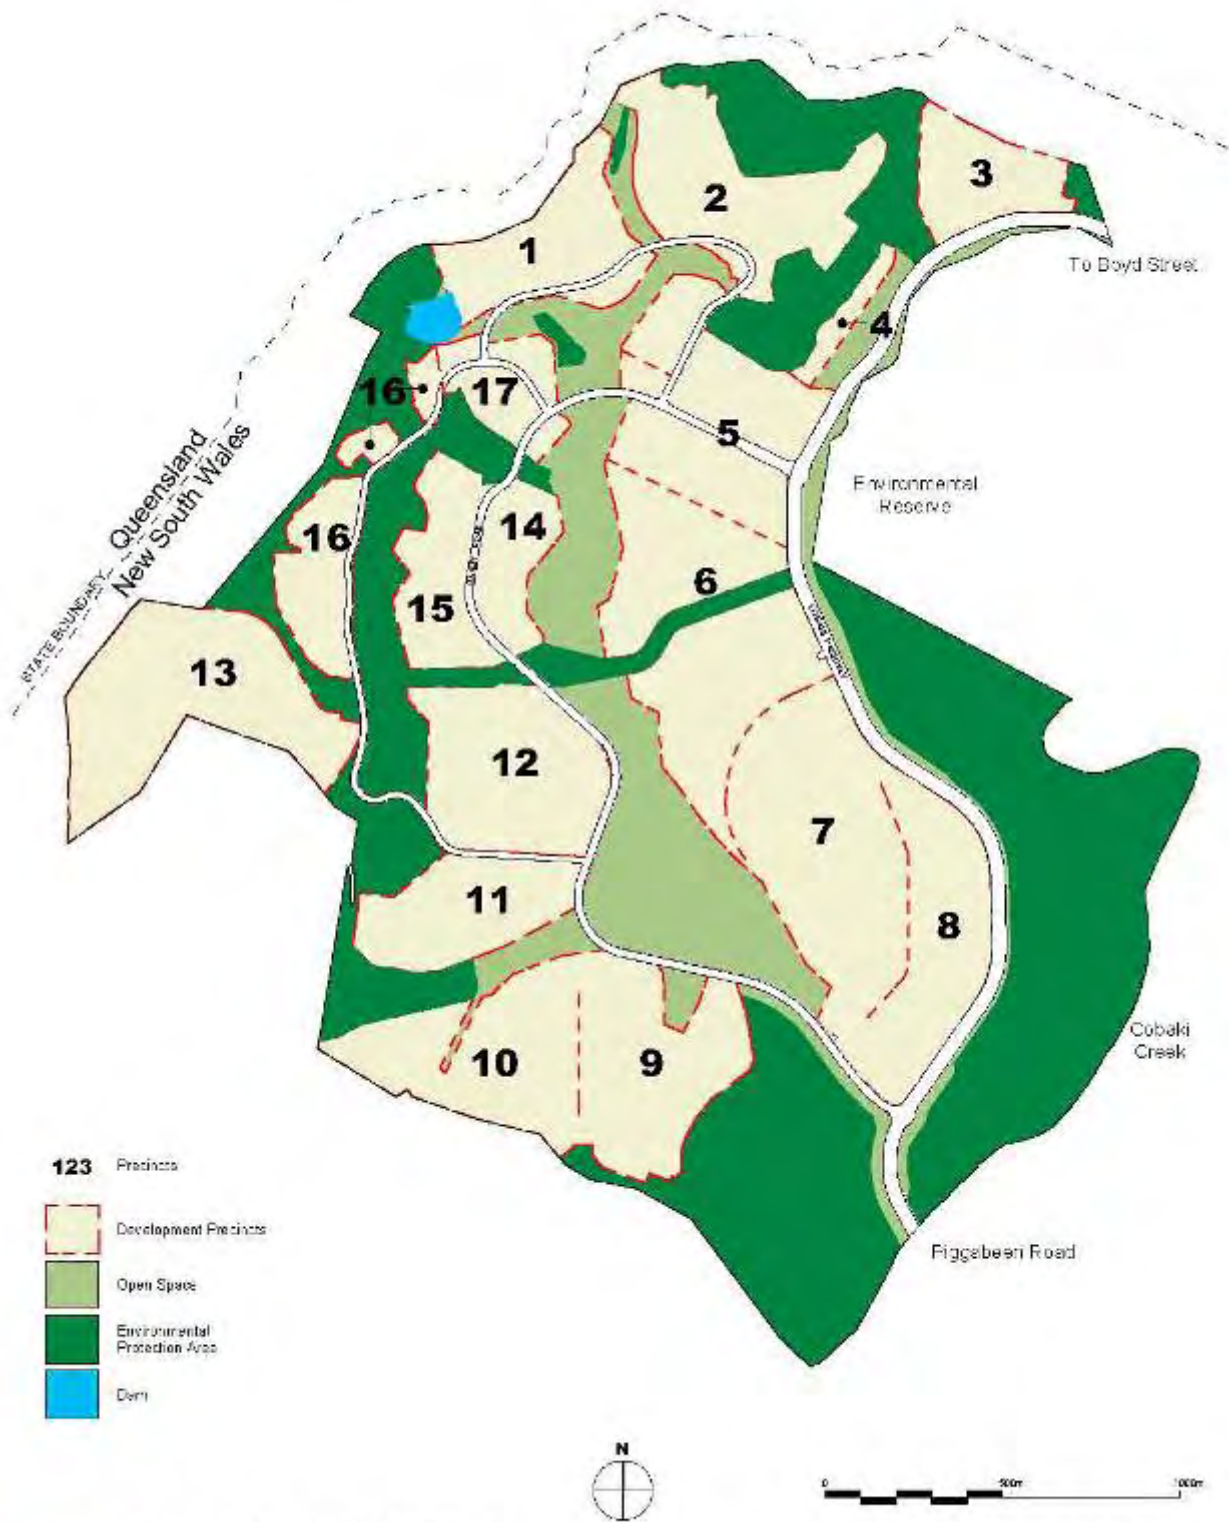 3
2
1
To Boyd Street
4
16
17
5
Queensland
New South Wales
STATE BOUNDARY
Environmental
Reserve
14
16
6
15
13
12
7
11
8
Cobaki
Creek
10
9
123 Precincts
Development Precincts
Open Space
Environmental
Protection Area
Dam
Piggabeen Road
N
0 500m 1000m